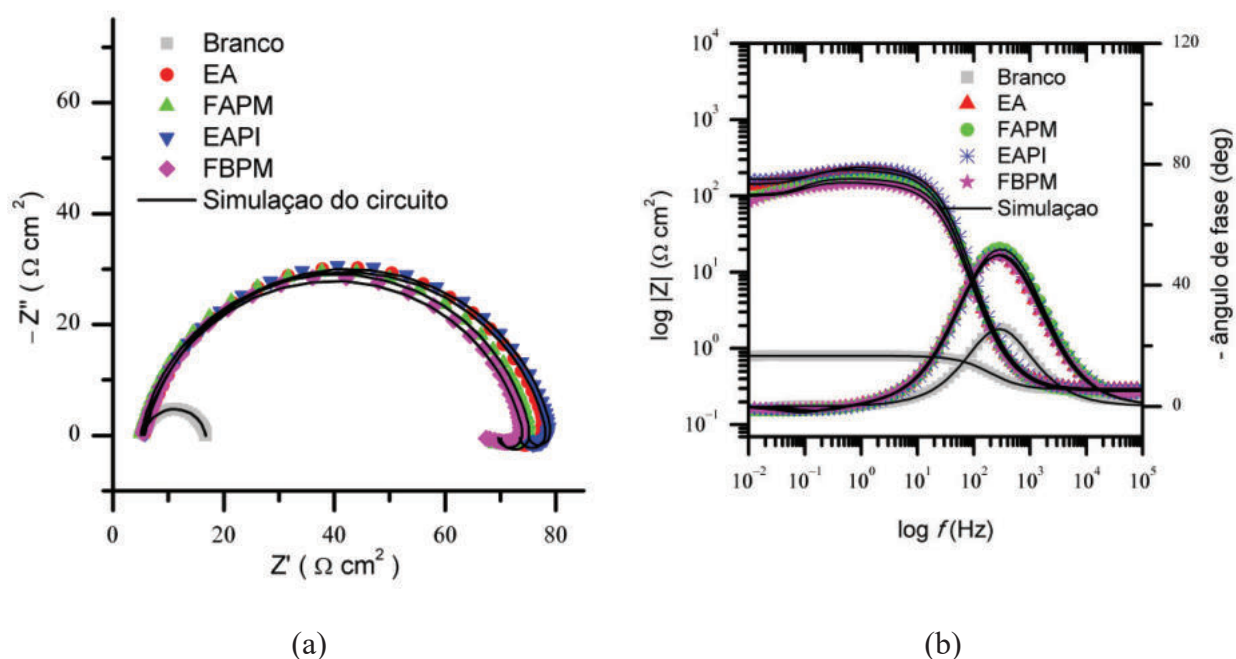 (a)
Branco
EA
FAPM
EAPI
FBPM
Simulaçao do circuito
− Z'' ( Ω cm²)
60
40
20
0
0 20 40 60 80
Z' ( Ω cm²)
(a)
(b)
Branco
EA
FAPM
EAPI
FBPM
Simulaçao
log |Z| (Ω cm²)
10⁴
10³
10²
10¹
10⁰
10⁻¹
- ângulo de fase (deg)
120
80
40
0
10⁻² 10⁻¹ 10⁰ 10¹ 10² 10³ 10⁴ 10⁵
log f (Hz)
(b)